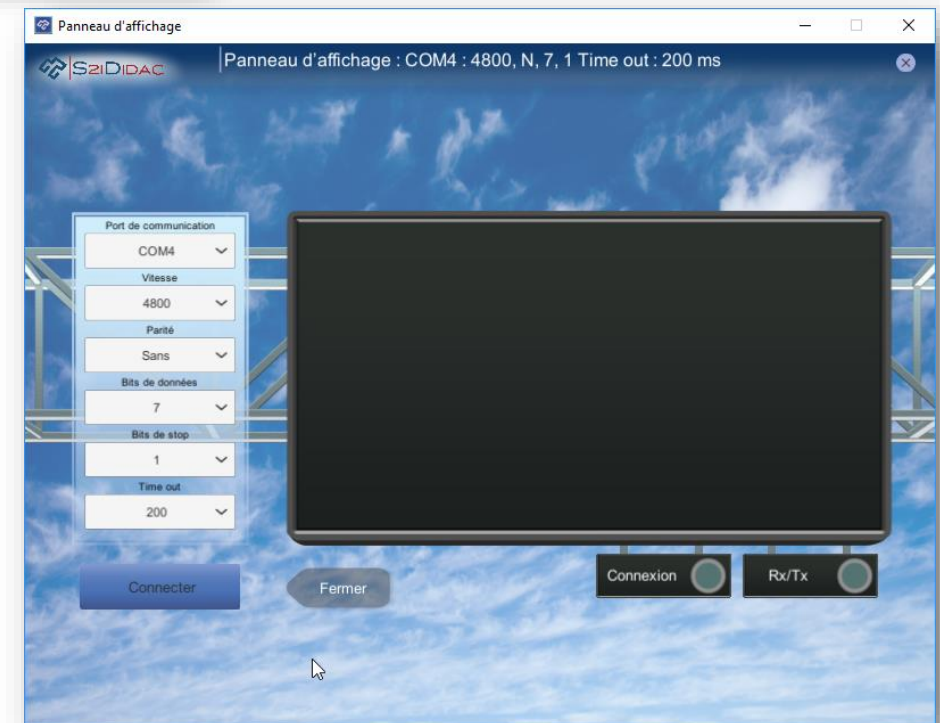 Panneau d'affichage
S2IDIDAC
Panneau d'affichage : COM4 : 4800, N, 7, 1 Time out : 200 ms
Port de communication
COM4
Vitesse
4800
Parité
Sans
Bits de données
7
Bits de stop
1
Time out
200
Connecter
Fermer
Connexion
Rx/Tx